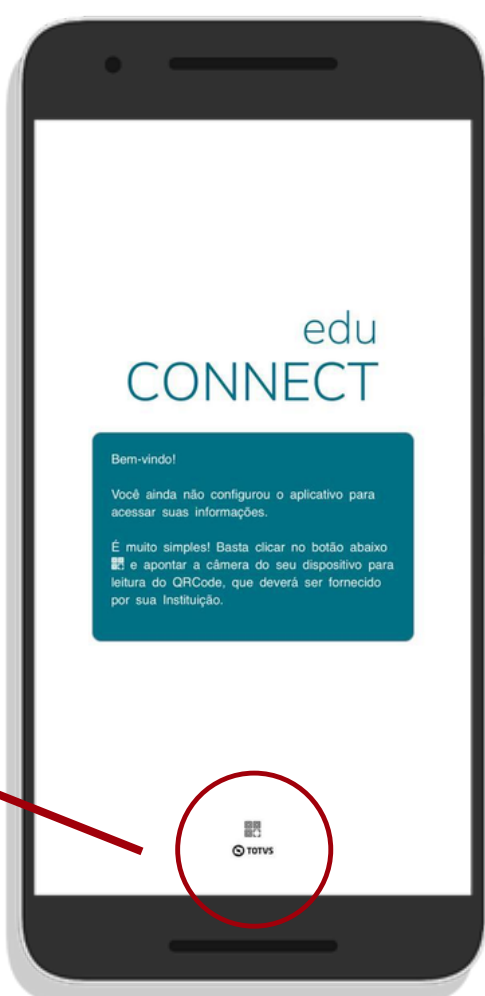 edu
CONNECT
Bem-vindo!
Você ainda não configurou o aplicativo para
acessar suas informações.
É muito simples! Basta clicar no botão abaixo
e apontar a câmera do seu dispositivo para
leitura do QRCode, que deverá ser fornecido
por sua Instituição.
TOTVS